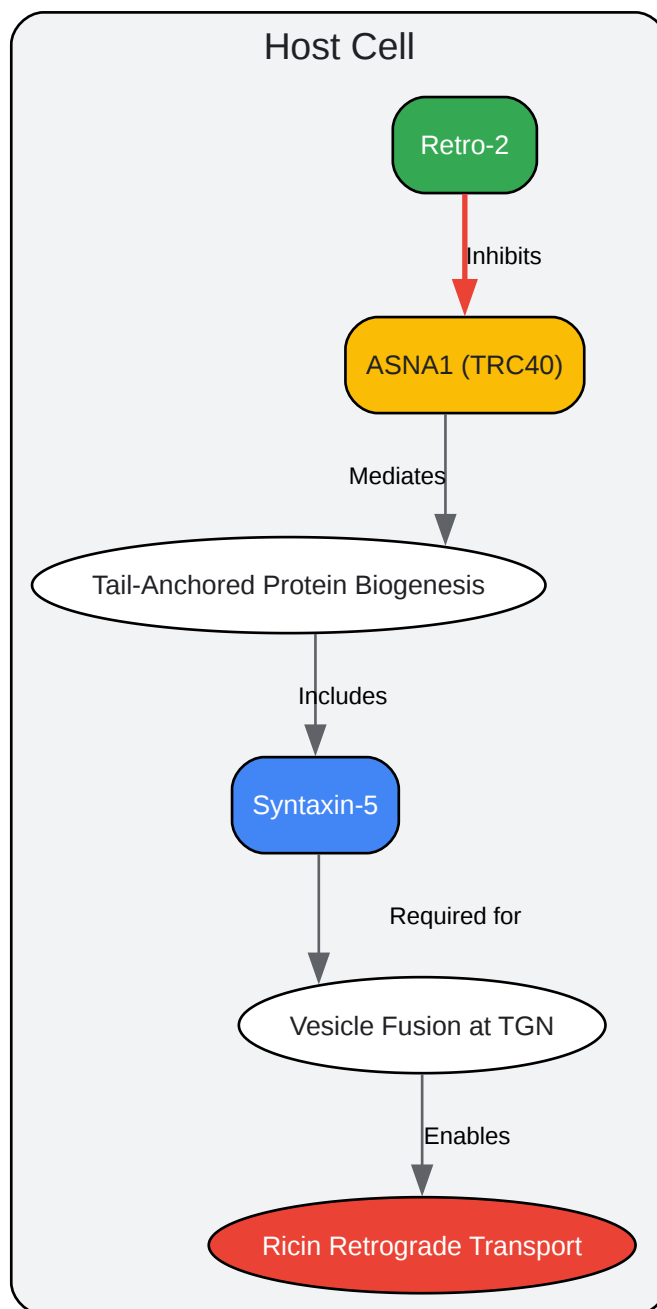 Host Cell
Retro-2
Inhibits
ASNA1 (TRC40)
Mediates
Tail-Anchored Protein Biogenesis
Includes
Syntaxin-5
Required for
Vesicle Fusion at TGN
Enables
Ricin Retrograde Transport